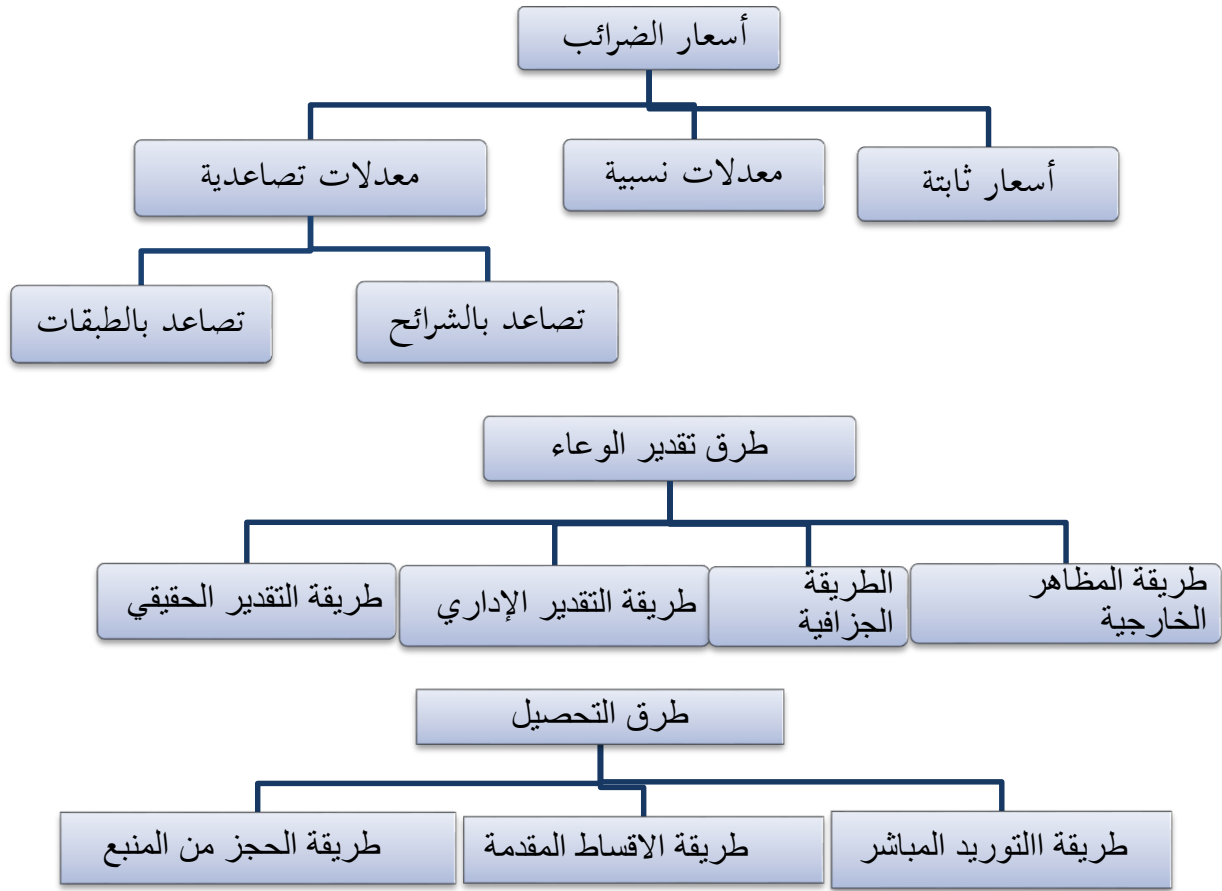 أسعار الضرائب
أسعار ثابتة
معدلات نسبية
معدلات تصاعدية
تصاعد بالشرائح
تصاعد بالطبقات
طرق تقدير الوعاء
طريقة المظاهر
الخارجية
الطريقة
الجزافية
طريقة التقدير الإداري
طريقة التقدير الحقيقي
طرق التحصيل
طريقة االتوريد المباشر
طريقة الاقساط المقدمة
طريقة الحجز من المنبع